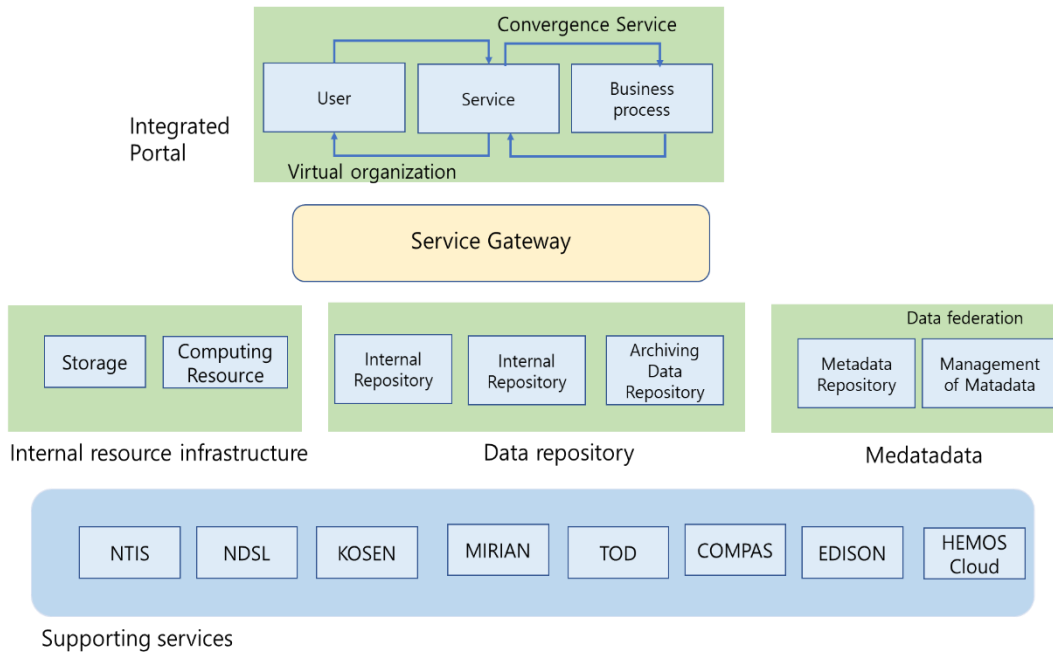 Convergence Service
User
Service
Business
process
Integrated
Portal
Virtual organization
Service Gateway
Data federation
Storage
Computing
Resource
Internal
Repository
Internal
Repository
Archiving
Data
Repository
Metadata
Repository
Management
of Matadata
Internal resource infrastructure
Data repository
Medatadata
NTIS
NDSL
KOSEN
MIRIAN
TOD
COMPAS
EDISON
HEMOS
Cloud
Supporting services